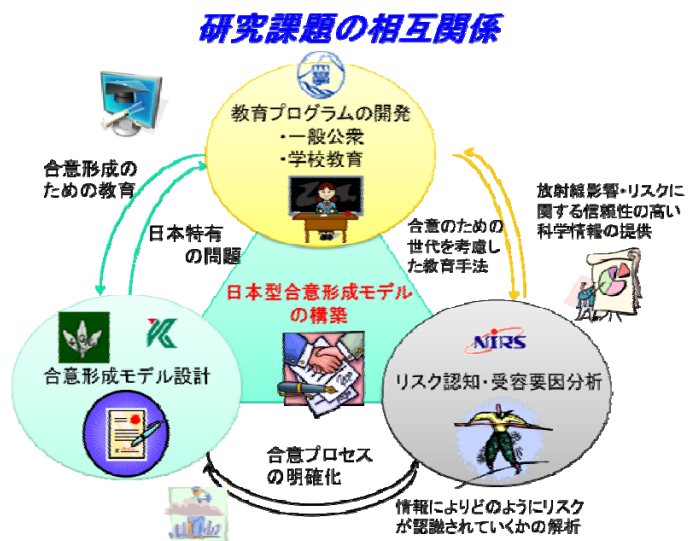 研究課題の相互関係
教育プログラムの開発
・一般公衆
・学校教育
合意形成の
ための教育
日本特有
の問題
合意のための
世代を考慮し
た教育手法
放射線影響・リスクに
関する信頼性の高い
科学情報の提供
日本型合意形成モデル
の構築
合意形成モデル設計
NIRS
リスク認知・受容要因分析
合意プロセス
の明確化
情報によりどのようにリスク
が認識されていくかの解析